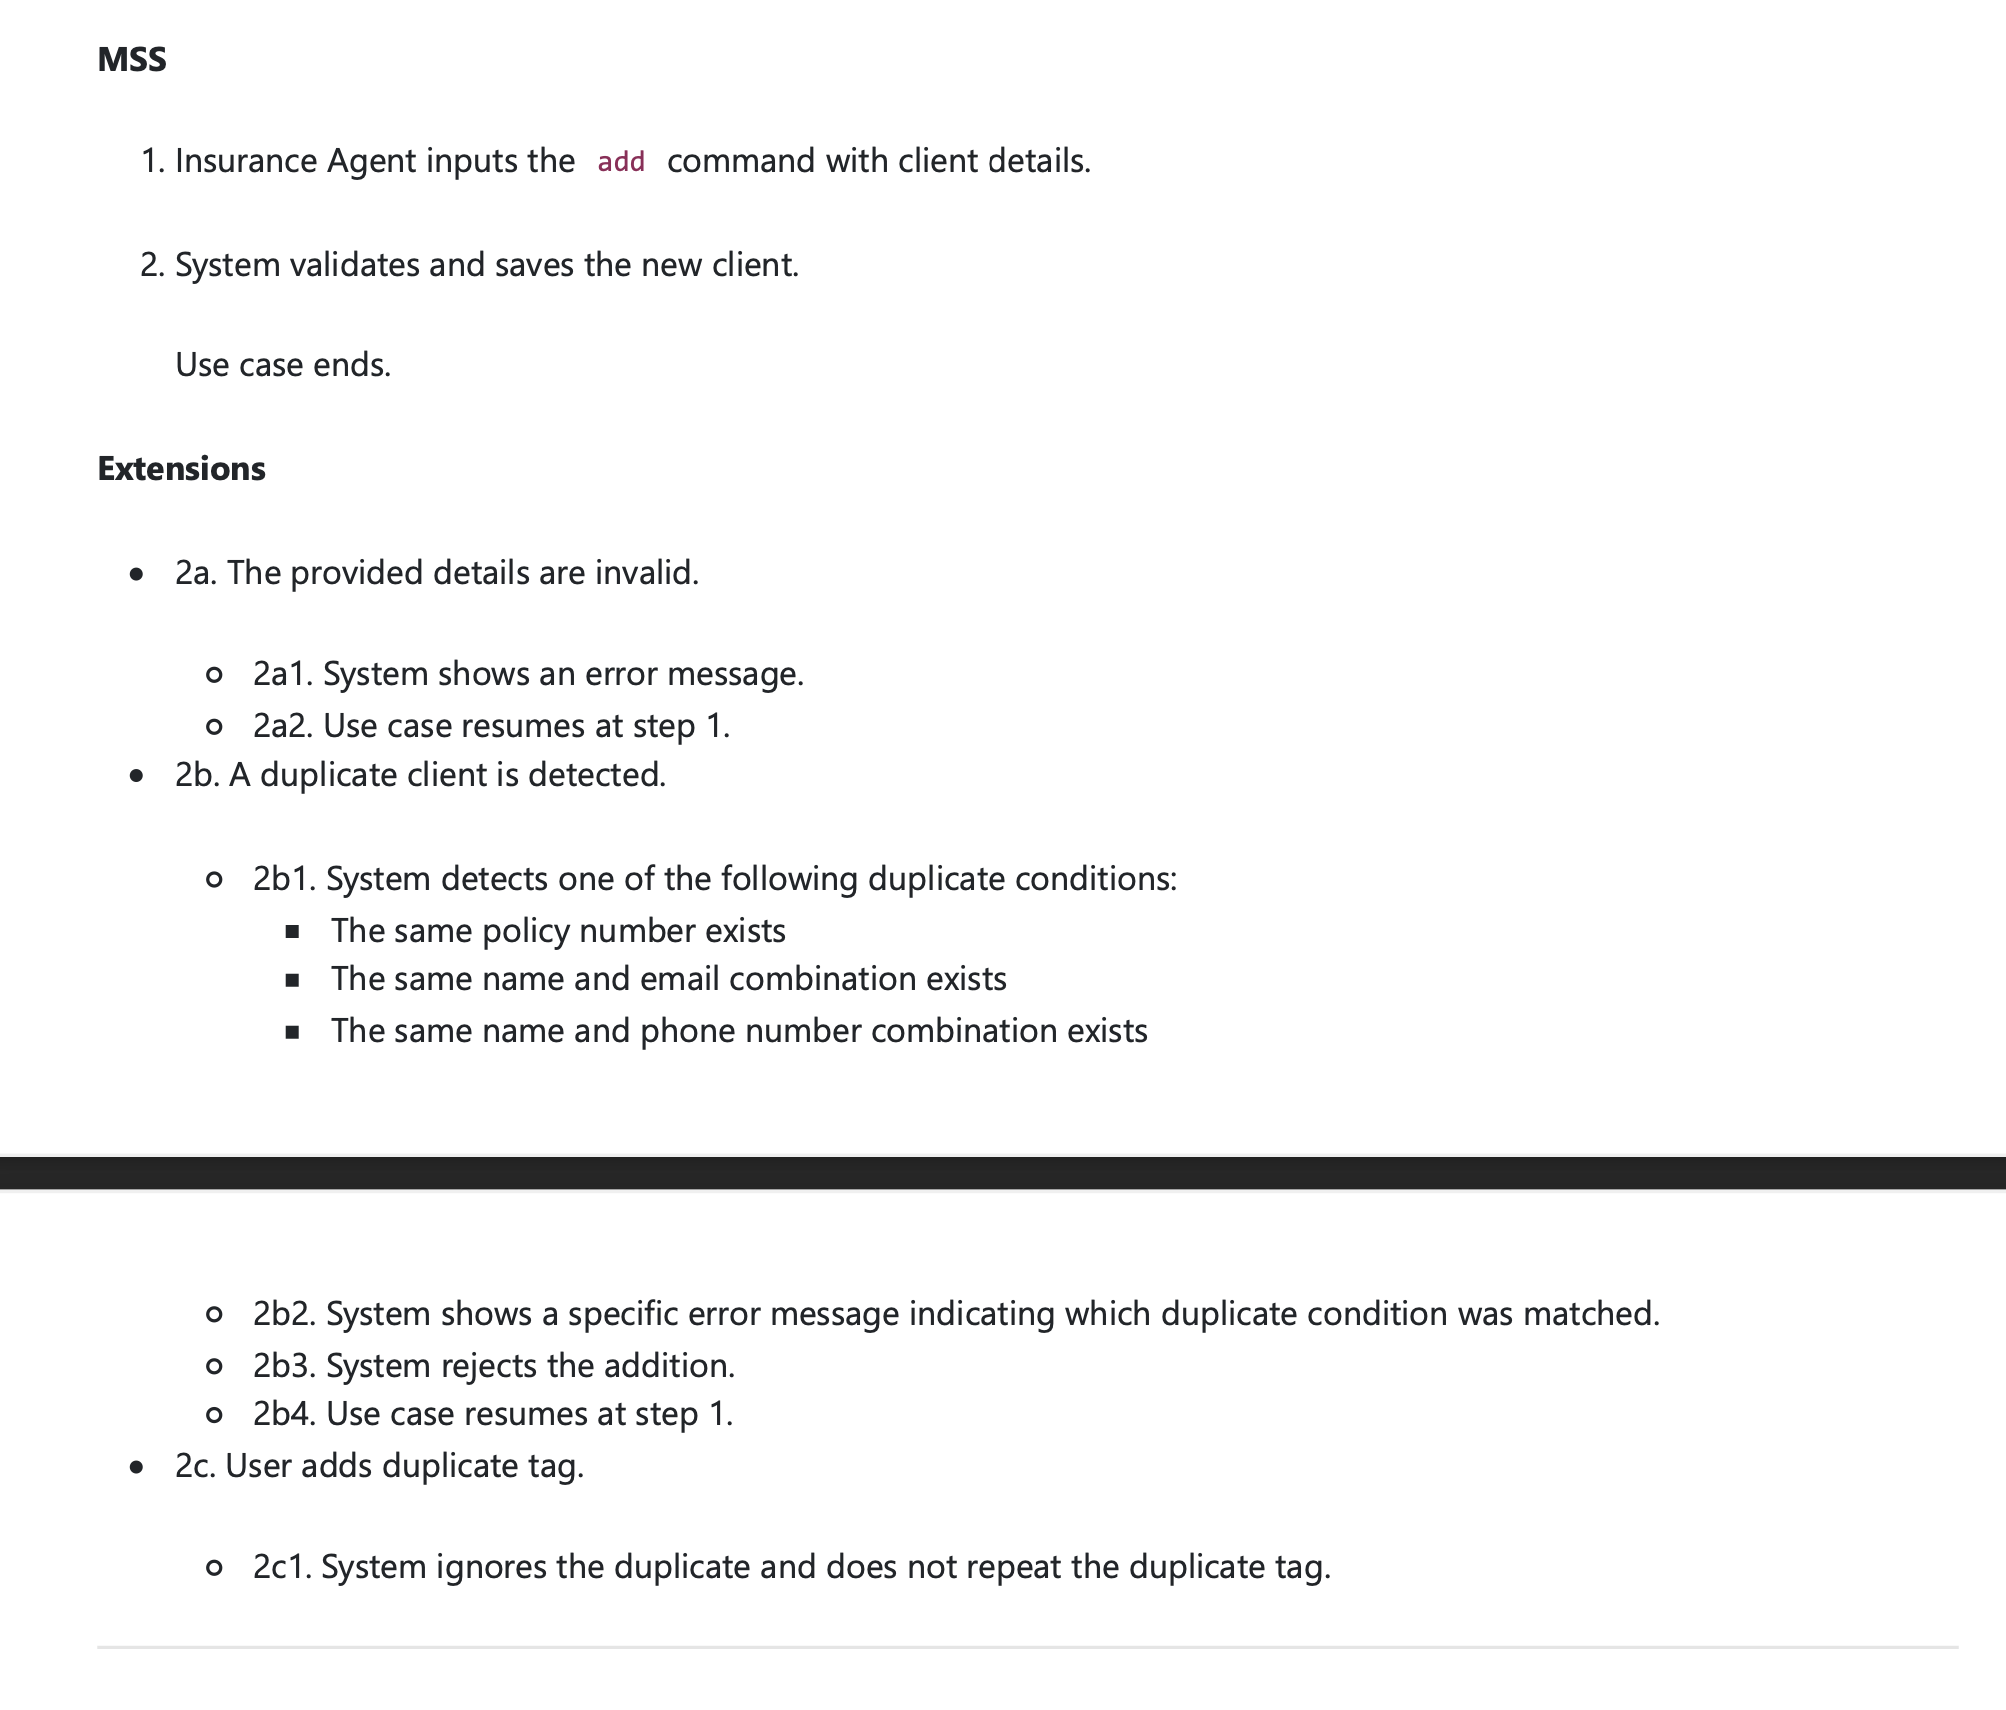 MSS
1. Insurance Agent inputs the add command with client details.
2. System validates and saves the new client.
Use case ends.
Extensions
• 2a. The provided details are invalid.
○ 2a1. System shows an error message.
○ 2a2. Use case resumes at step 1.
• 2b. A duplicate client is detected.
○ 2b1. System detects one of the following duplicate conditions:
▪ The same policy number exists
▪ The same name and email combination exists
▪ The same name and phone number combination exists
○ 2b2. System shows a specific error message indicating which duplicate condition was matched.
○ 2b3. System rejects the addition.
○ 2b4. Use case resumes at step 1.
• 2c. User adds duplicate tag.
○ 2c1. System ignores the duplicate and does not repeat the duplicate tag.